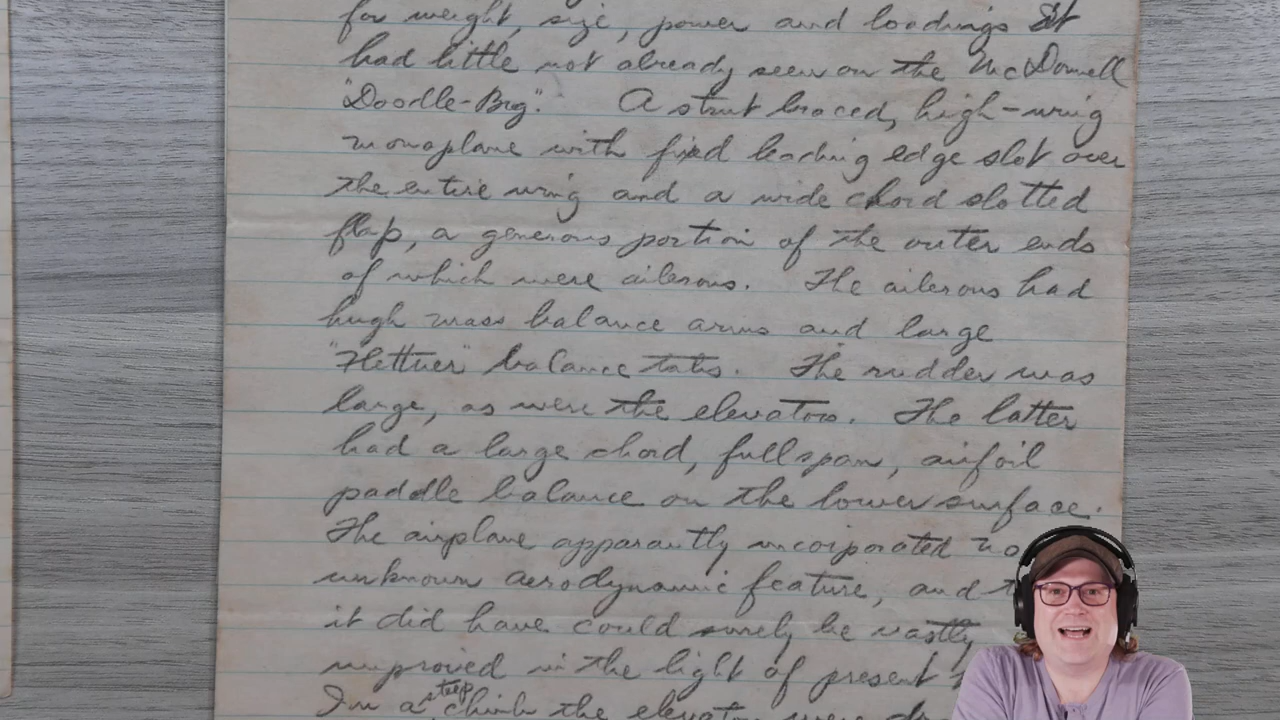 for weight, size, power and loadings it
had little not already seen on the McDonnell
"Doodle-Bug". A strut braced, high-wing
monoplane with fixed leading edge slot over
the entire wing and a wide chord slotted
flap, a generous portion of the outer ends
of which were ailerons. The ailerons had
hugh mass balance arms and large
"Flettner" balance tabs. The rudder was
large, as were the elevators. The latter
had a large chord, full span, airfoil
paddle balance on the lower surface.
The airplane apparantly incorporated no
unknown aerodynamic feature, and
it did have could surely be vastly
improved in the light of present
In a steep climb the elevator were